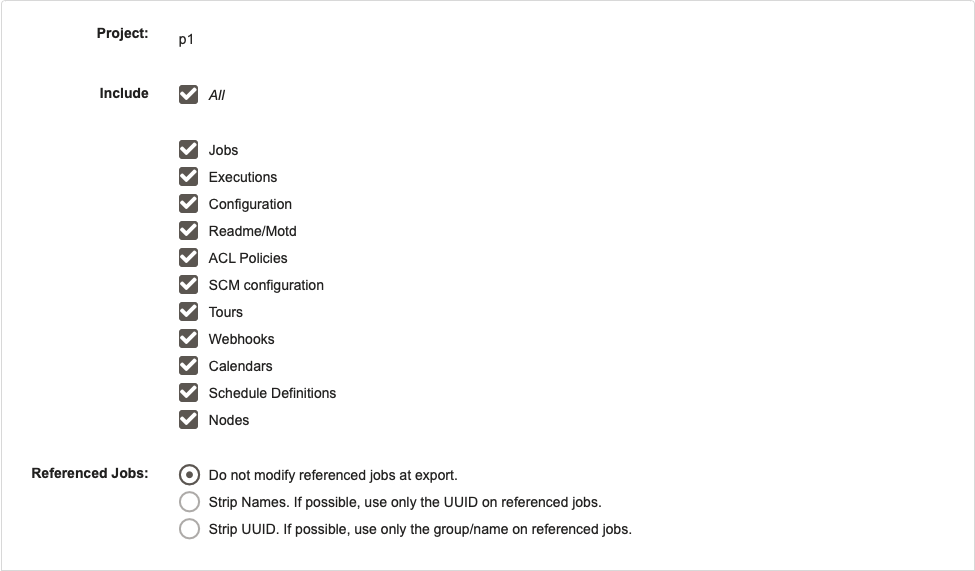 Project: p1
Include All
Jobs
Executions
Configuration
Readme/Motd
ACL Policies
SCM configuration
Tours
Webhooks
Calendars
Schedule Definitions
Nodes
Referenced Jobs: Do not modify referenced jobs at export.
Strip Names. If possible, use only the UUID on referenced jobs.
Strip UUID. If possible, use only the group/name on referenced jobs.